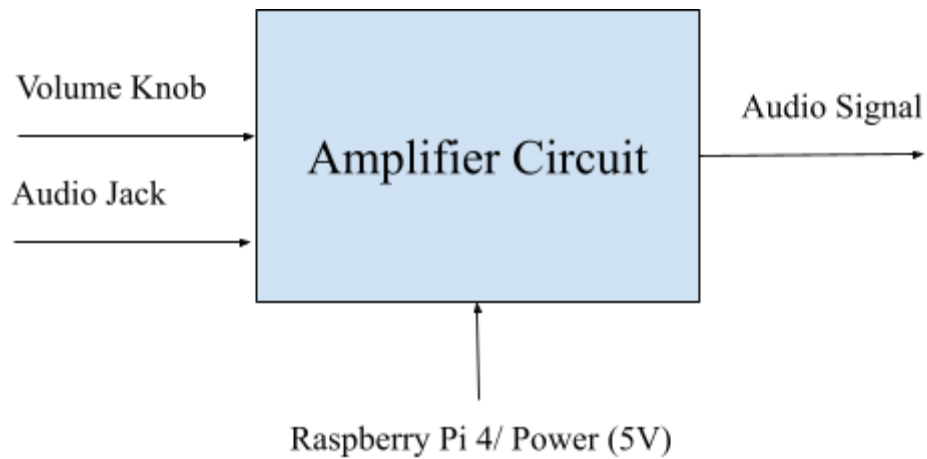 Volume Knob
Audio Jack
Amplifier Circuit
Audio Signal
Raspberry Pi 4/ Power (5V)